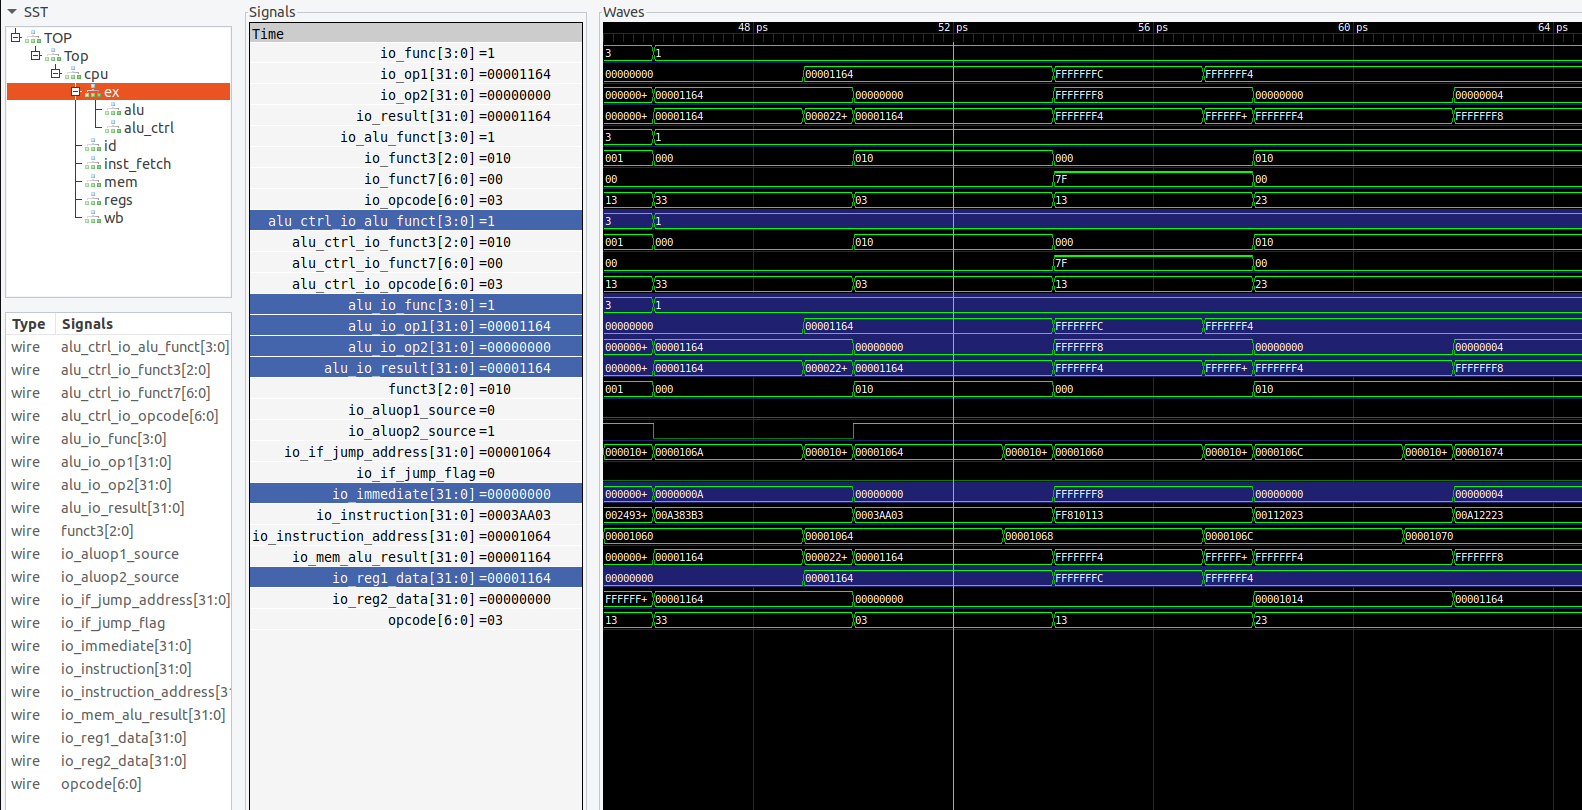 SST
TOP
Top
cpu
ex
alu
alu_ctrl
id
inst_fetch
mem
regs
wb
Type Signals
wire alu_ctrl_io_alu_funct[3:0]
wire alu_ctrl_io_funct3[2:0]
wire alu_ctrl_io_funct7[6:0]
wire alu_ctrl_io_opcode[6:0]
wire alu_io_func[3:0]
wire alu_io_op1[31:0]
wire alu_io_op2[31:0]
wire alu_io_result[31:0]
wire funct3[2:0]
wire io_aluop1_source
wire io_aluop2_source
wire io_if_jump_address[31:0]
wire io_if_jump_flag
wire io_immediate[31:0]
wire io_instruction[31:0]
wire io_instruction_address[31
wire io_mem_alu_result[31:0]
wire io_reg1_data[31:0]
wire io_reg2_data[31:0]
wire opcode[6:0]
Signals
Waves
Time 48 ps 52 ps 56 ps 60 ps 64 ps
io_func[3:0] =1 3 1
io_op1[31:0] =00001164 00000000 00001164 FFFFFFFC FFFFFFF4
io_op2[31:0] =00000000 000000+ 00001164 00000000 FFFFFFF8 00000000 00000004
io_result[31:0] =00001164 000000+ 00001164 000022+ 00001164 FFFFFFF4 FFFFFF+ FFFFFFF4 FFFFFFF8
io_alu_func[3:0] =1 3 1
io_funct3[2:0] =010 001 000 010 000 010
io_funct7[6:0] =00 00 7F 00
io_opcode[6:0] =03 13 33 03 13 23
alu_ctrl_io_alu_funct[3:0] =1 3 1
alu_ctrl_io_funct3[2:0] =010 001 000 010 000 010
alu_ctrl_io_funct7[6:0] =00 00 7F 00
alu_ctrl_io_opcode[6:0] =03 13 33 03 13 23
alu_io_func[3:0] =1 3 1
alu_io_op1[31:0] =00001164 00000000 00001164 FFFFFFFC FFFFFFF4
alu_io_op2[31:0] =00000000 000000+ 00001164 00000000 FFFFFFF8 00000000 00000004
alu_io_result[31:0] =00001164 000000+ 00001164 000022+ 00001164 FFFFFFF4 FFFFFF+ FFFFFFF4 FFFFFFF8
funct3[2:0] =010 001 000 010 000 010
io_aluop1_source =0
io_aluop2_source =1
io_if_jump_address[31:0] =00001064 000010+ 0000106A 000010+ 00001064 000010+ 00001060 000010+ 0000106C 000010+ 00001074
io_if_jump_flag =0
io_immediate[31:0] =00000000 000000+ 0000000A 00000000 FFFFFFF8 00000000 00000004
io_instruction[31:0] =0003AA03 002493+ 00A383B3 0003AA03 FF810113 00112023 00A12223
io_instruction_address[31:0] =00001064 00001060 00001064 00001068 0000106C 00001070
io_mem_alu_result[31:0] =00001164 000000+ 00001164 000022+ 00001164 FFFFFFF4 FFFFFF+ FFFFFFF4 FFFFFFF8
io_reg1_data[31:0] =00001164 00000000 00001164 FFFFFFFC FFFFFFF4
io_reg2_data[31:0] =00000000 FFFFFF+ 00001164 00000000 00001014 00001164
opcode[6:0] =03 13 33 03 13 23